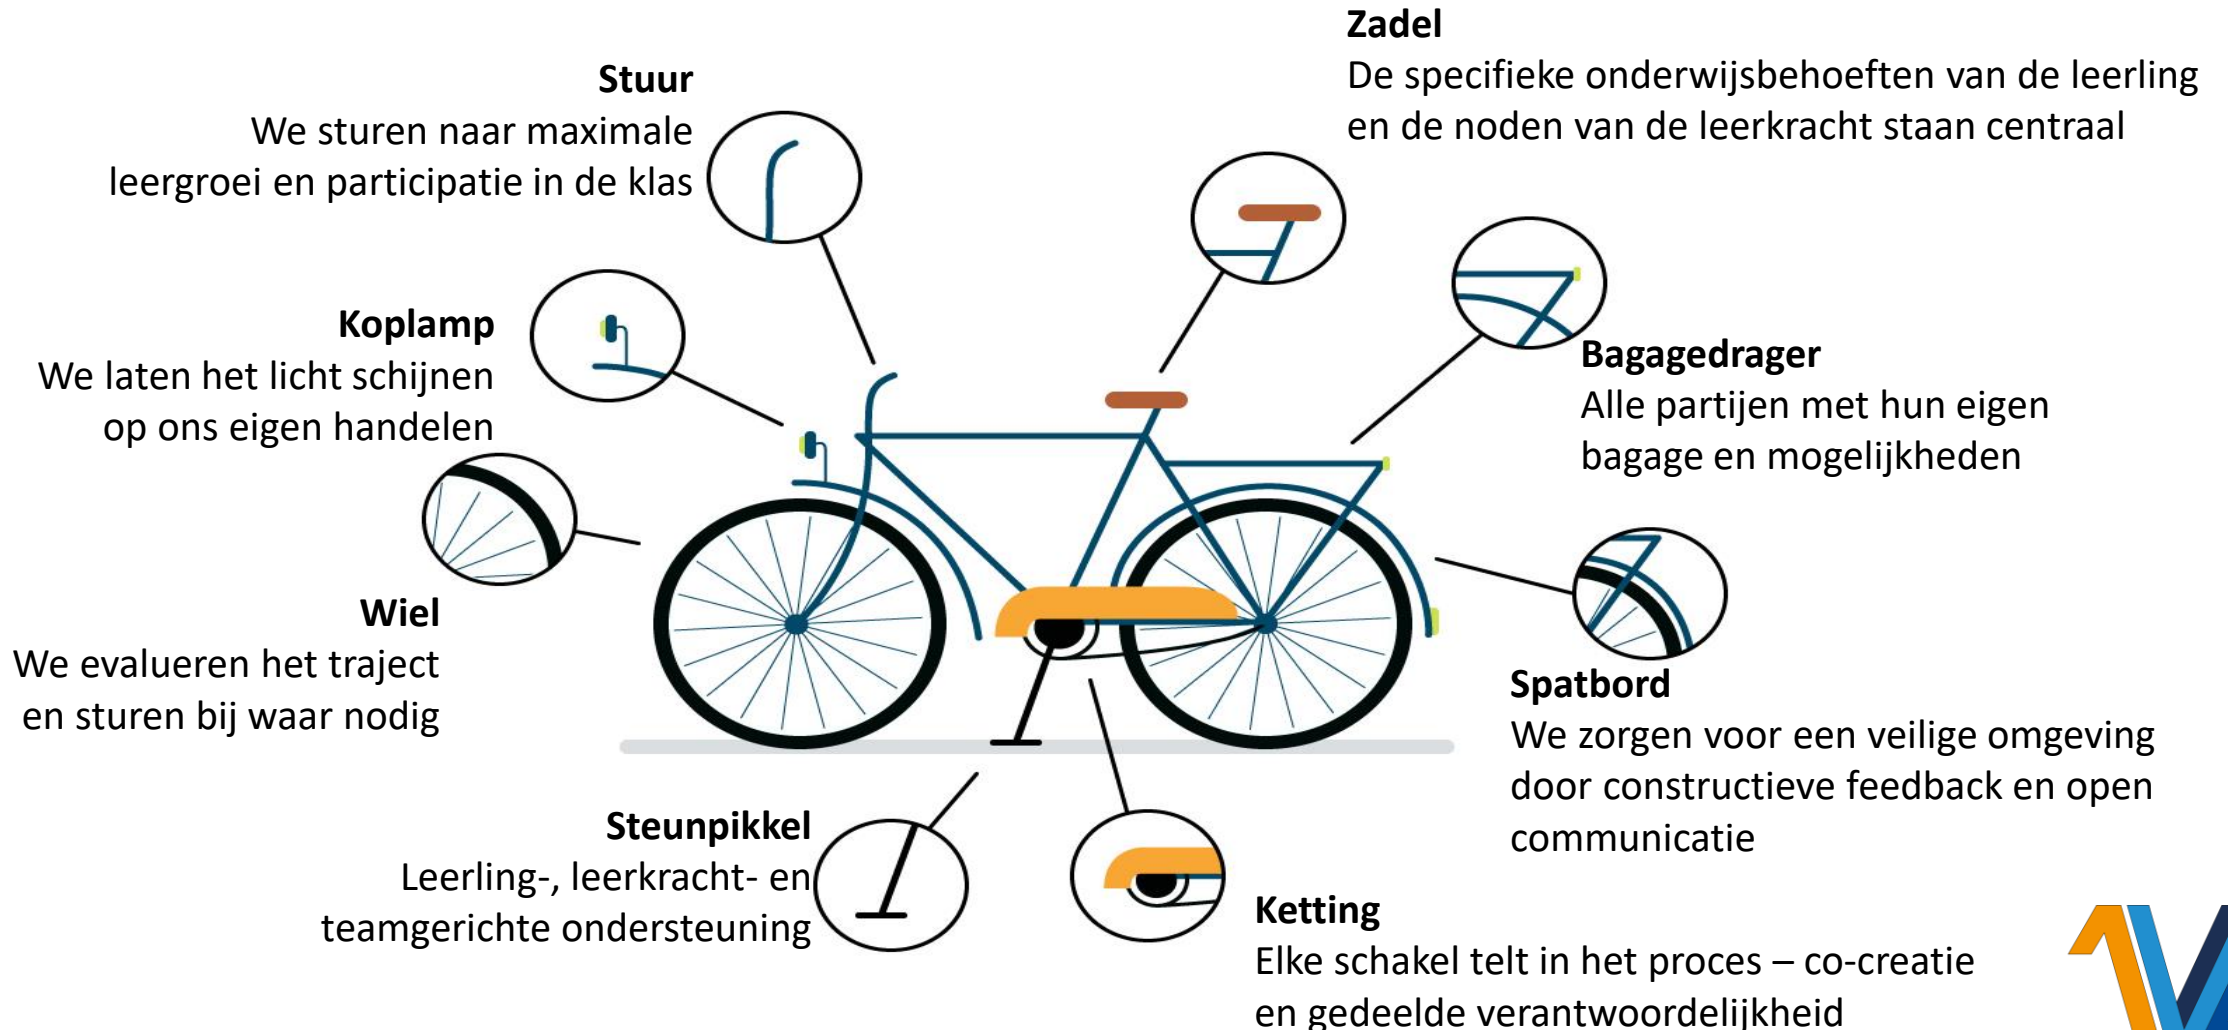 Zadel
De specifieke onderwijsbehoeften van de leerling
en de noden van de leerkracht staan centraal
Stuur
We sturen naar maximale
leergroei en participatie in de klas
Koplamp
We laten het licht schijnen
op ons eigen handelen
Bagagedrager
Alle partijen met hun eigen
bagage en mogelijkheden
Wiel
We evalueren het traject
en sturen bij waar nodig
Spatbord
We zorgen voor een veilige omgeving
door constructieve feedback en open
communicatie
Steunpikkel
Leerling-, leerkracht- en
teamgerichte ondersteuning
Ketting
Elke schakel telt in het proces – co-creatie
en gedeelde verantwoordelijkheid